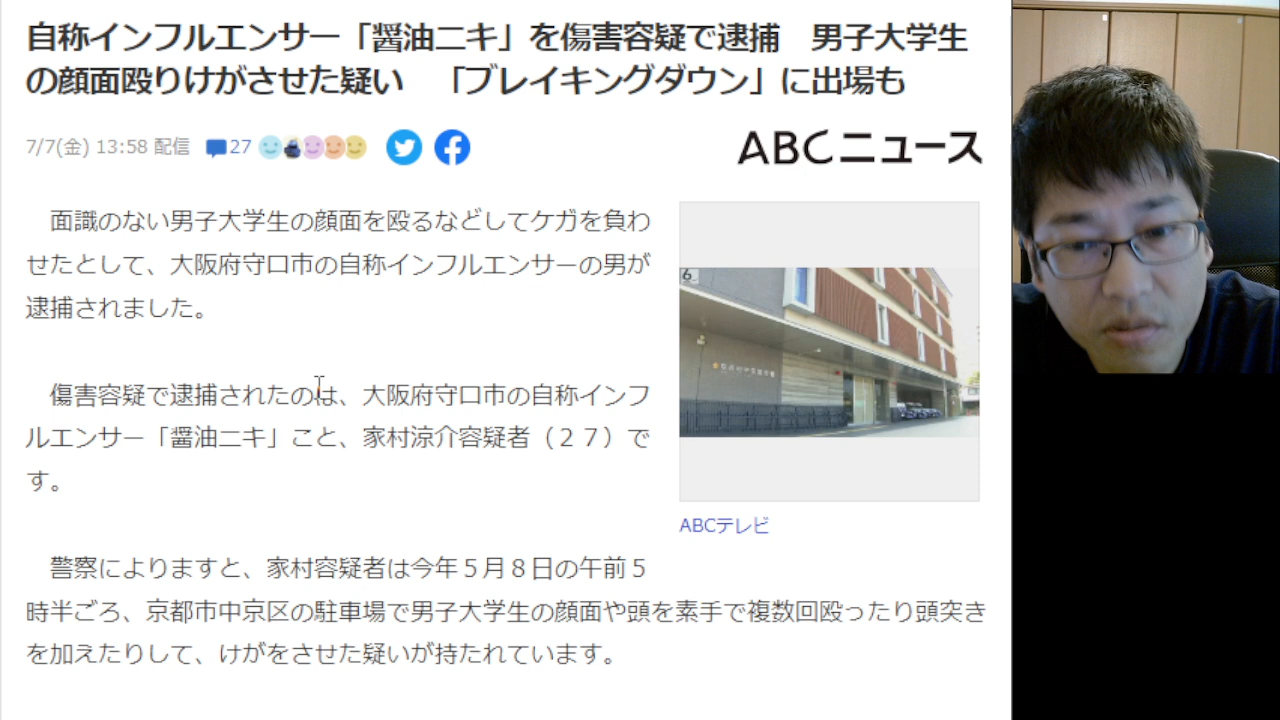 自称インフルエンサー「醤油ニキ」を傷害容疑で逮捕　男子大学生
の顔面殴りけがさせた疑い　「ブレイキングダウン」に出場も
7/7(金) 13:58 配信 27
ABCニュース
面識のない男子大学生の顔面を殴るなどしてケガを負わ
せたとして、大阪府守口市の自称インフルエンサーの男が
逮捕されました。
傷害容疑で逮捕されたのは、大阪府守口市の自称インフ
ルエンサー「醤油ニキ」こと、家村涼介容疑者（２７）で
す。
6
ABCテレビ
警察によりますと、家村容疑者は今年５月８日の午前５
時半ごろ、京都市中京区の駐車場で男子大学生の顔面や頭を素手で複数回殴ったり頭突き
を加えたりして、けがをさせた疑いが持たれています。